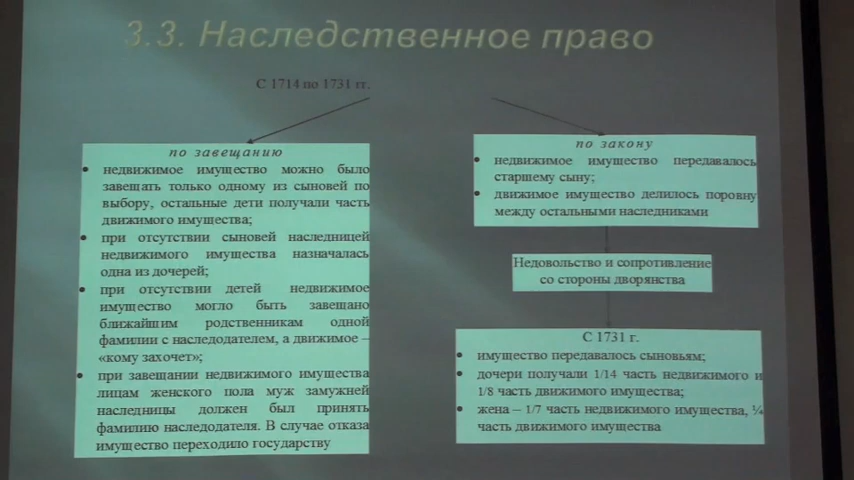 3.3. Наследственное право
С 1714 по 1731 гг.
по завещанию
недвижимое имущество можно было
завещать только одному из сыновей по
выбору, остальные дети получали часть
движимого имущества;
при отсутствии сыновей наследницей
недвижимого имущества назначалась
одна из дочерей;
при отсутствии детей недвижимое
имущество могло быть завещано
ближайшим родственникам одной
фамилии с наследодателем, а движимое –
«кому захочет»;
при завещании недвижимого имущества
лицам женского пола муж замужней
наследницы должен был принять
фамилию наследодателя. В случае отказа
имущество переходило государству
по закону
недвижимое имущество передавалось
старшему сыну;
движимое имущество делилось поровну
между остальными наследниками
Недовольство и сопротивление
со стороны дворянства
С 1731 г.
имущество передавалось сыновьям;
дочери получали 1/14 часть недвижимого и
1/8 часть движимого имущества;
жена – 1/7 часть недвижимого имущества, ¼
часть движимого имущества